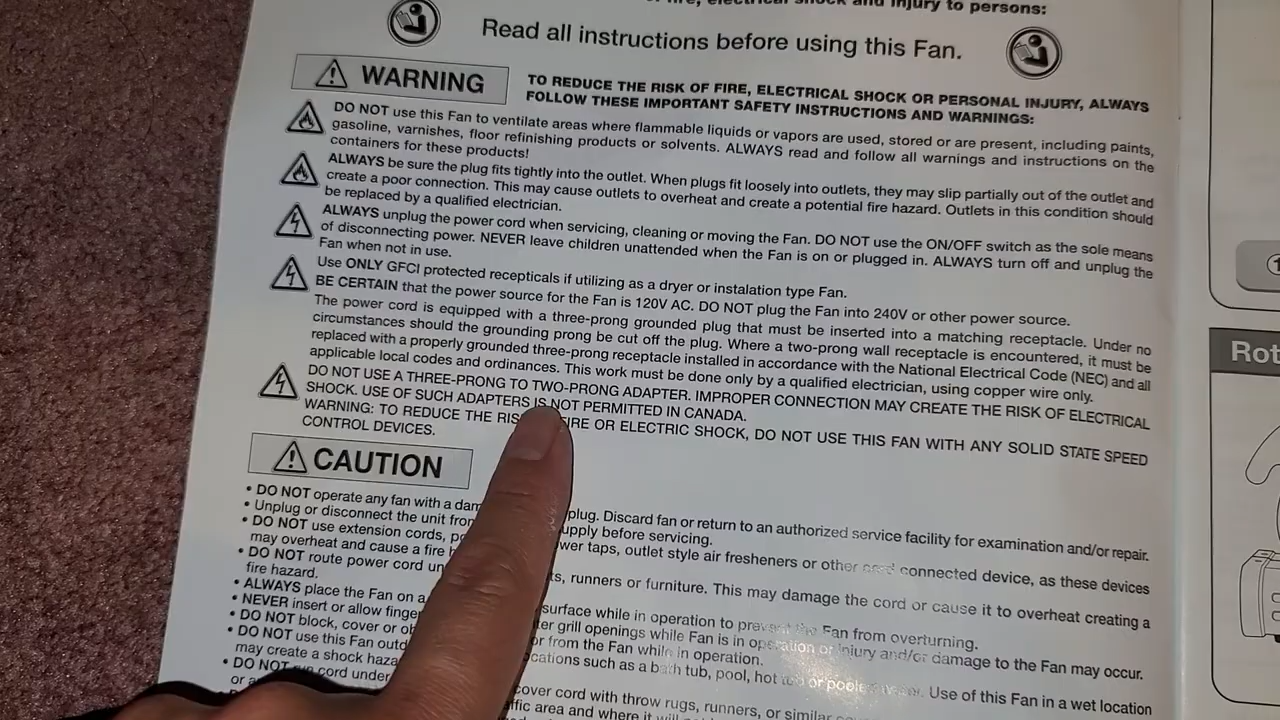 fire, electrical shock and injury to persons:
Read all instructions before using this Fan.
WARNING
TO REDUCE THE RISK OF FIRE, ELECTRICAL SHOCK OR PERSONAL INJURY, ALWAYS
FOLLOW THESE IMPORTANT SAFETY INSTRUCTIONS AND WARNINGS:
DO NOT use this Fan to ventilate areas where flammable liquids or vapors are used, stored or are present, including paints,
gasoline, varnishes, floor refinishing products or solvents. ALWAYS read and follow all warnings and instructions on the
containers for these products!
ALWAYS be sure the plug fits tightly into the outlet. When plugs fit loosely into outlets, they may slip partially out of the outlet and
create a poor connection. This may cause outlets to overheat and create a potential fire hazard. Outlets in this condition should
be replaced by a qualified electrician.
ALWAYS unplug the power cord when servicing, cleaning or moving the Fan. DO NOT use the ON/OFF switch as the sole means
of disconnecting power. NEVER leave children unattended when the Fan is on or plugged in. ALWAYS turn off and unplug the
Fan when not in use.
Use ONLY GFCI protected recepticals if utilizing as a dryer or instalation type Fan.
BE CERTAIN that the power source for the Fan is 120V AC. DO NOT plug the Fan into 240V or other power source.
The power cord is equipped with a three-prong grounded plug that must be inserted into a matching receptacle. Under no
circumstances should the grounding prong be cut off the plug. Where a two-prong wall receptacle is encountered, it must be
replaced with a properly grounded three-prong receptacle installed in accordance with the National Electrical Code (NEC) and all
applicable local codes and ordinances. This work must be done only by a qualified electrician, using copper wire only.
DO NOT USE A THREE-PRONG TO TWO-PRONG ADAPTER. IMPROPER CONNECTION MAY CREATE THE RISK OF ELECTRICAL
SHOCK. USE OF SUCH ADAPTERS IS NOT PERMITTED IN CANADA.
WARNING: TO REDUCE THE FIRE OR ELECTRIC SHOCK, DO NOT USE THIS FAN WITH ANY SOLID STATE SPEED
CONTROL DEVICES.
CAUTION
• DO NOT operate any fan with a plug. Discard fan or return to an authorized service facility for examination and/or repair.
• Unplug or disconnect the unit before servicing.
• DO NOT use extension cords, taps, outlet style air fresheners or other connected device, as these devices
may overheat and cause a fire
• DO NOT route power cord runners or furniture. This may damage the cord or cause it to overheat creating a
fire hazard.
• ALWAYS place the Fan on a surface while in operation to prevent the Fan from overturning.
• NEVER insert or allow grill openings while Fan is in operation or injury and/or damage to the Fan may occur.
• DO NOT block, cover or from the Fan while in operation.
• DO NOT use this Fan such as a bath tub, pool, hot Use of this Fan in a wet location
may create a shock
• DO NOT cord under cover cord with throw rugs, runners, or similar
or area and where it
Rot